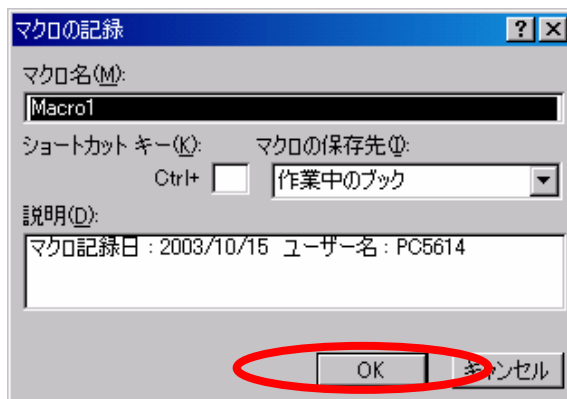 マクロの記録
マクロ名(M):
Macro1
ショートカット キー(K): マクロの保存先(I):
Ctrl+ 作業中のブック
説明(D):
マクロ記録日 : 2003/10/15 ユーザー名 : PC5614
OK キャンセル